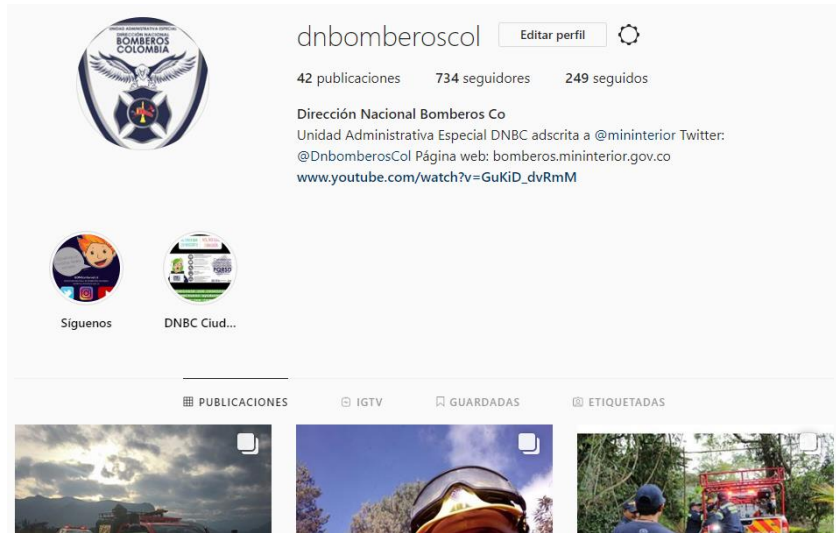 UNIDAD ADMINISTRATIVA ESPECIAL
DIRECCIÓN NACIONAL
BOMBEROS
COLOMBIA
dnbomberoscol Editar perfil
42 publicaciones 734 seguidores 249 seguidos
Dirección Nacional Bomberos Co
Unidad Administrativa Especial DNBC adscrita a @mininterior Twitter:
@DnbomberosCol Página web: bomberos.mininterior.gov.co
www.youtube.com/watch?v=GuKiD_dvRmM
PQRSD
Síguenos DNBC Ciud...
PUBLICACIONES IGTV GUARDADAS ETIQUETADAS